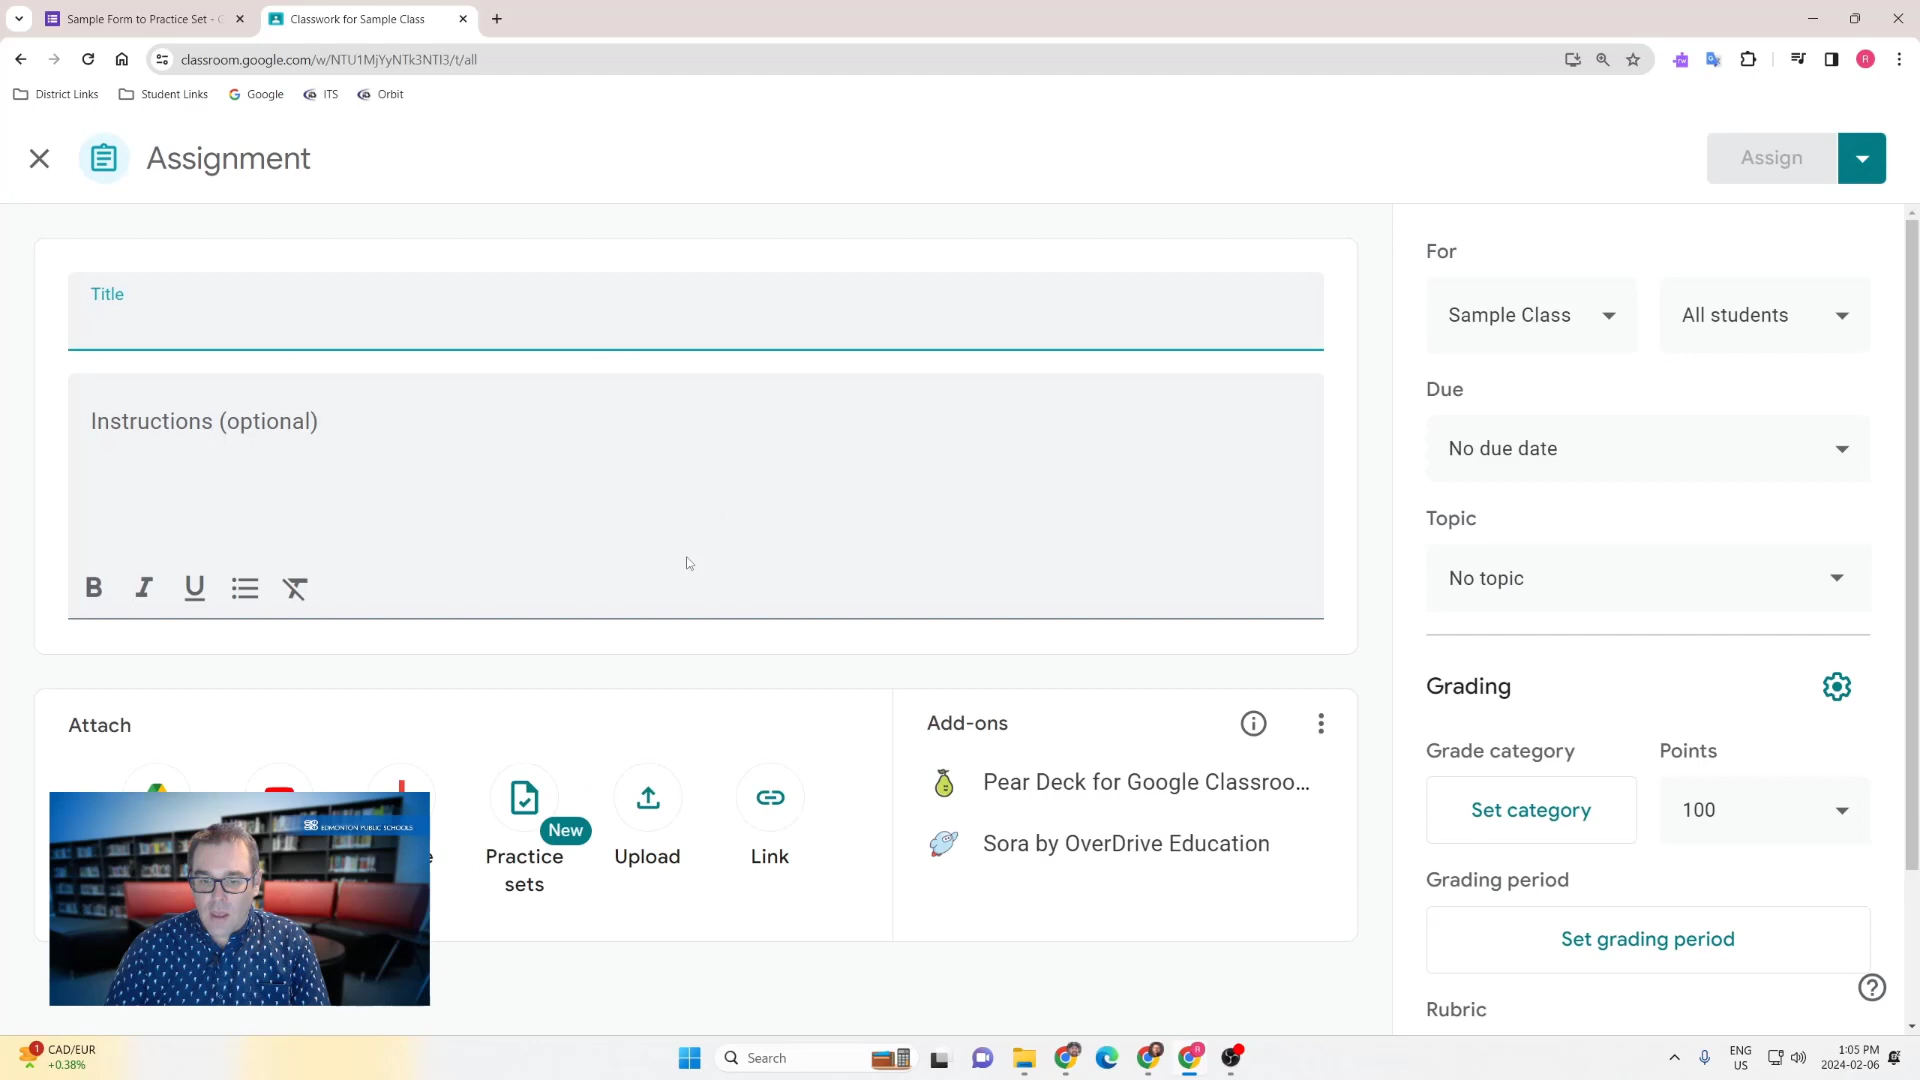 Sample Form to Practice Set - G
Classwork for Sample Class
classroom.google.com/w/NTU1MjYyNTk3NTI3/t/all
District Links
Student Links
Google
ITS
Orbit
R
Assignment
Assign
Title
Instructions (optional)
B I U
For
Sample Class
All students
Due
No due date
Topic
No topic
Grading
Grade category
Points
Set category
100
Grading period
Set grading period
Rubric
Attach
New
Practice
sets
Upload
Link
Add-ons
Pear Deck for Google Classroo...
Sora by OverDrive Education
EDMONTON PUBLIC SCHOOLS
1
CAD/EUR
+0.38%
Search
ENG
US
1:05 PM
2024-02-06